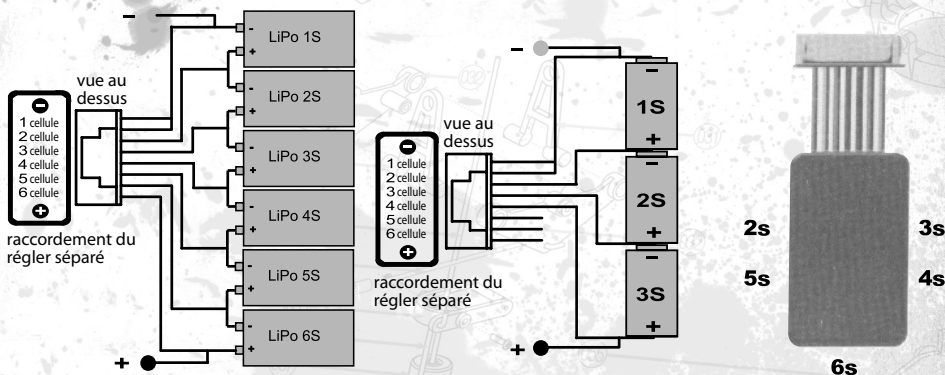 −
- LiPo 1S
+
- LiPo 2S
+
- LiPo 3S
+
- LiPo 4S
+
- LiPo 5S
+
- LiPo 6S
+
+
vue au
dessus
−
1 cellule
2 cellule
3 cellule
4 cellule
5 cellule
6 cellule
+
raccordement du
régler séparé
−
−
1S
+
−
2S
+
−
3S
+
+
vue au
dessus
−
1 cellule
2 cellule
3 cellule
4 cellule
5 cellule
6 cellule
+
raccordement du
régler séparé
2s
3s
5s
4s
6s